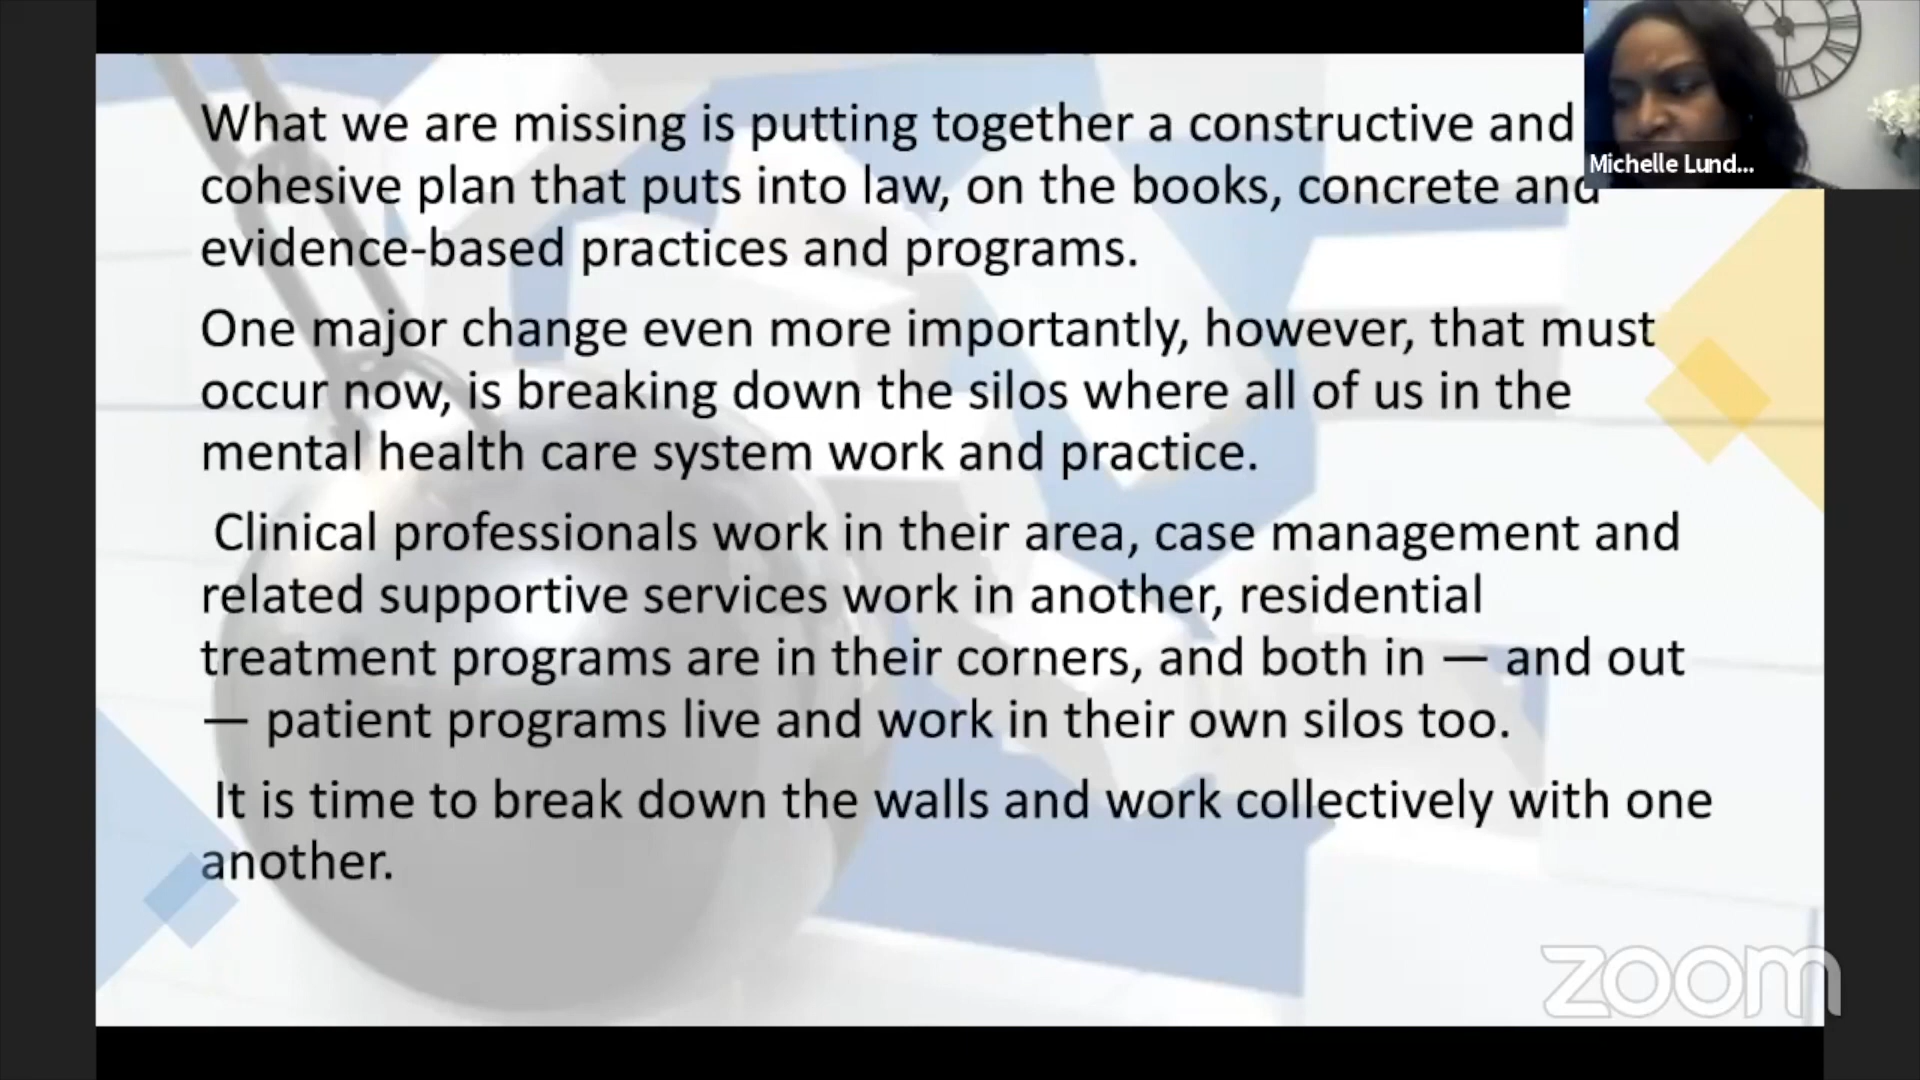 What we are missing is putting together a constructive and
cohesive plan that puts into law, on the books, concrete and
evidence-based practices and programs.
One major change even more importantly, however, that must
occur now, is breaking down the silos where all of us in the
mental health care system work and practice.
Clinical professionals work in their area, case management and
related supportive services work in another, residential
treatment programs are in their corners, and both in — and out
— patient programs live and work in their own silos too.
It is time to break down the walls and work collectively with one
another.
Michelle Lund...
zoom